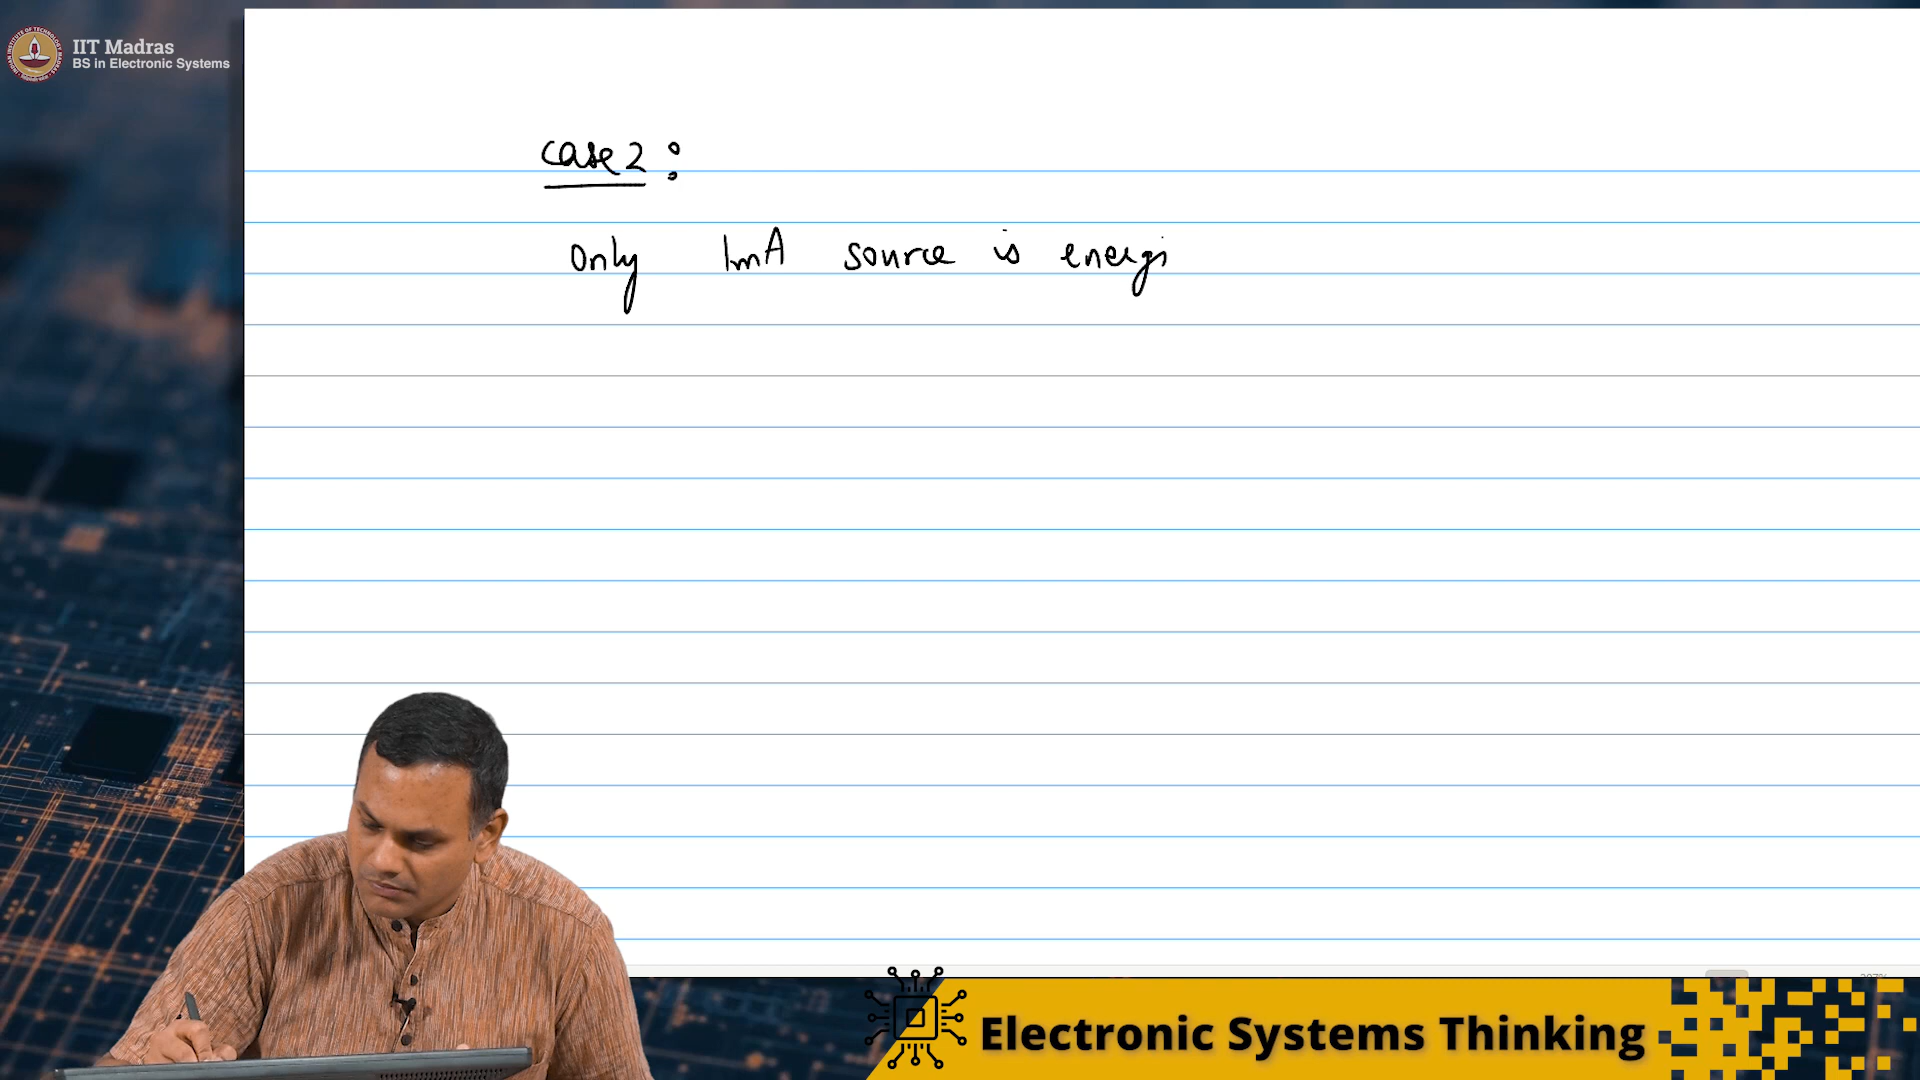 IIT Madras
BS in Electronic Systems
case 2 :
Only 1mA source is energi
Electronic Systems Thinking